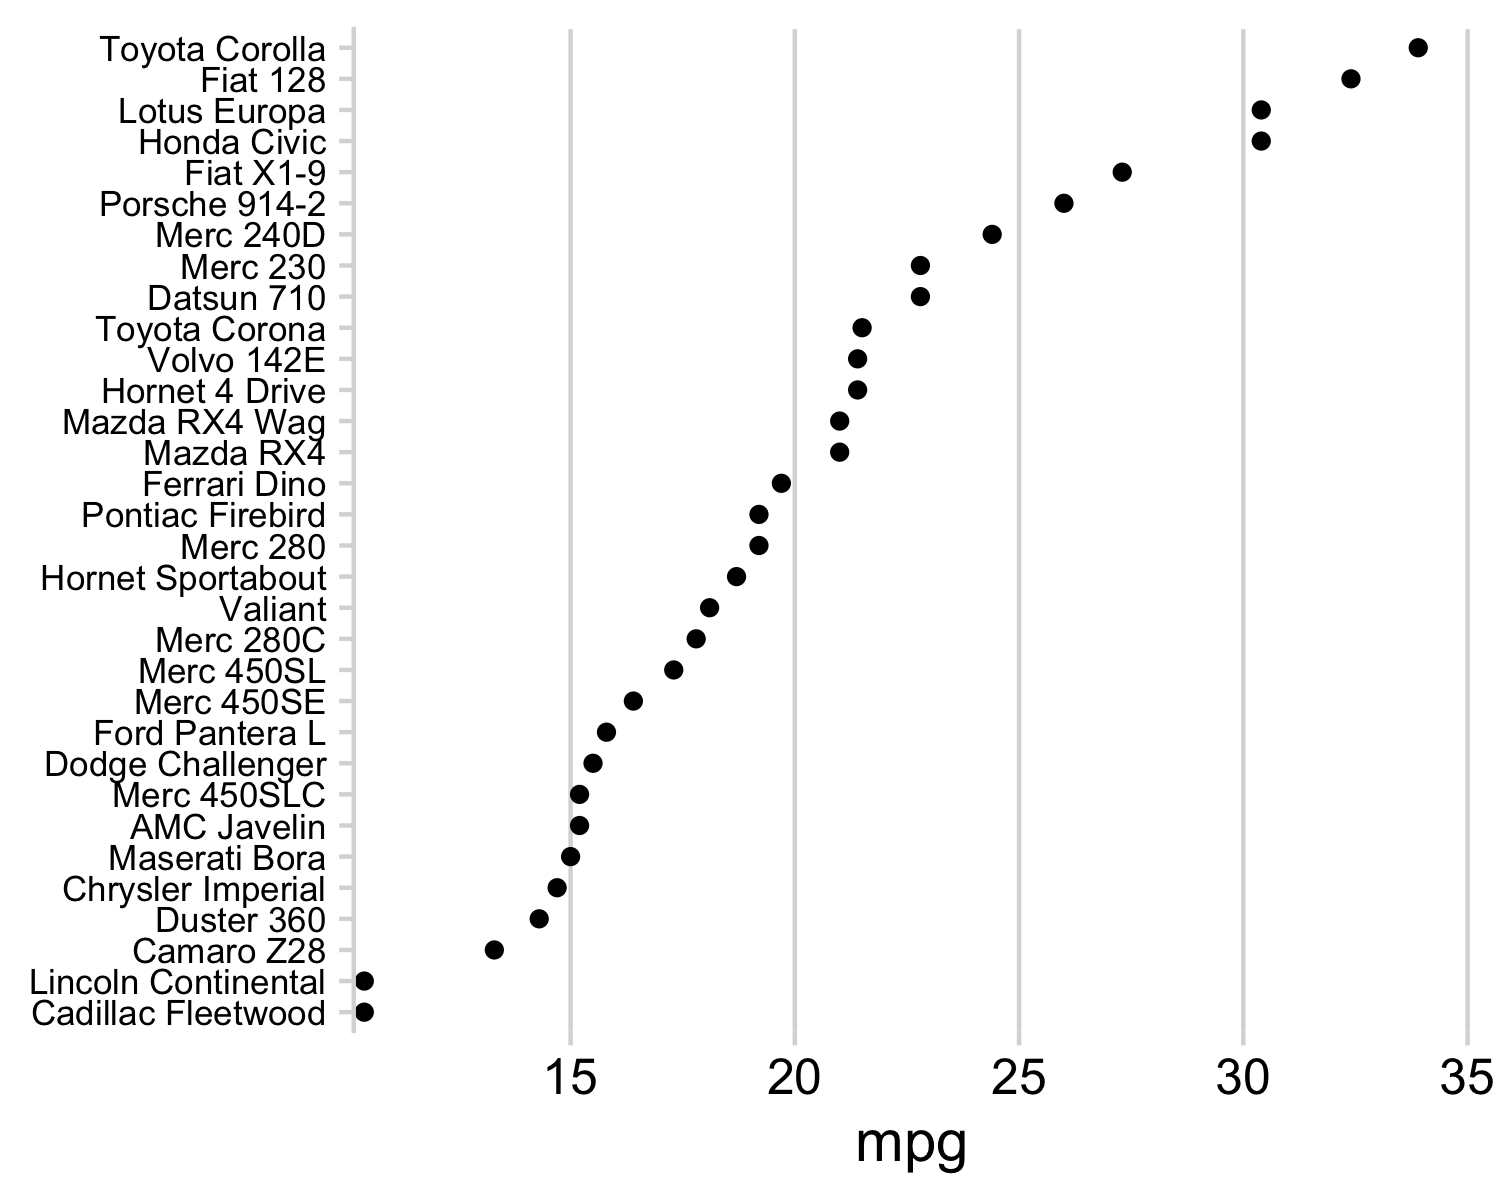 Toyota Corolla
Fiat 128
Lotus Europa
Honda Civic
Fiat X1-9
Porsche 914-2
Merc 240D
Merc 230
Datsun 710
Toyota Corona
Volvo 142E
Hornet 4 Drive
Mazda RX4 Wag
Mazda RX4
Ferrari Dino
Pontiac Firebird
Merc 280
Hornet Sportabout
Valiant
Merc 280C
Merc 450SL
Merc 450SE
Ford Pantera L
Dodge Challenger
Merc 450SLC
AMC Javelin
Maserati Bora
Chrysler Imperial
Duster 360
Camaro Z28
Lincoln Continental
Cadillac Fleetwood
15 20 25 30 35
mpg